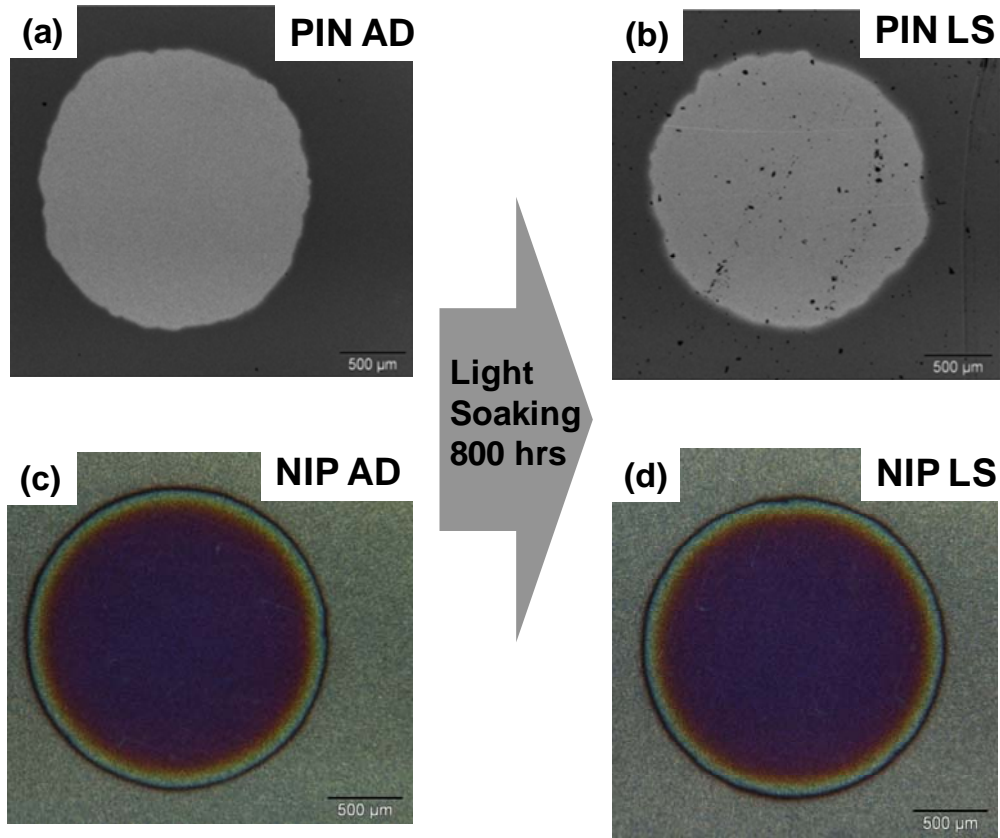 (a) PIN AD
(b) PIN LS
500 µm
500 µm
Light
Soaking
800 hrs
(c) NIP AD
(d) NIP LS
500 µm
500 µm